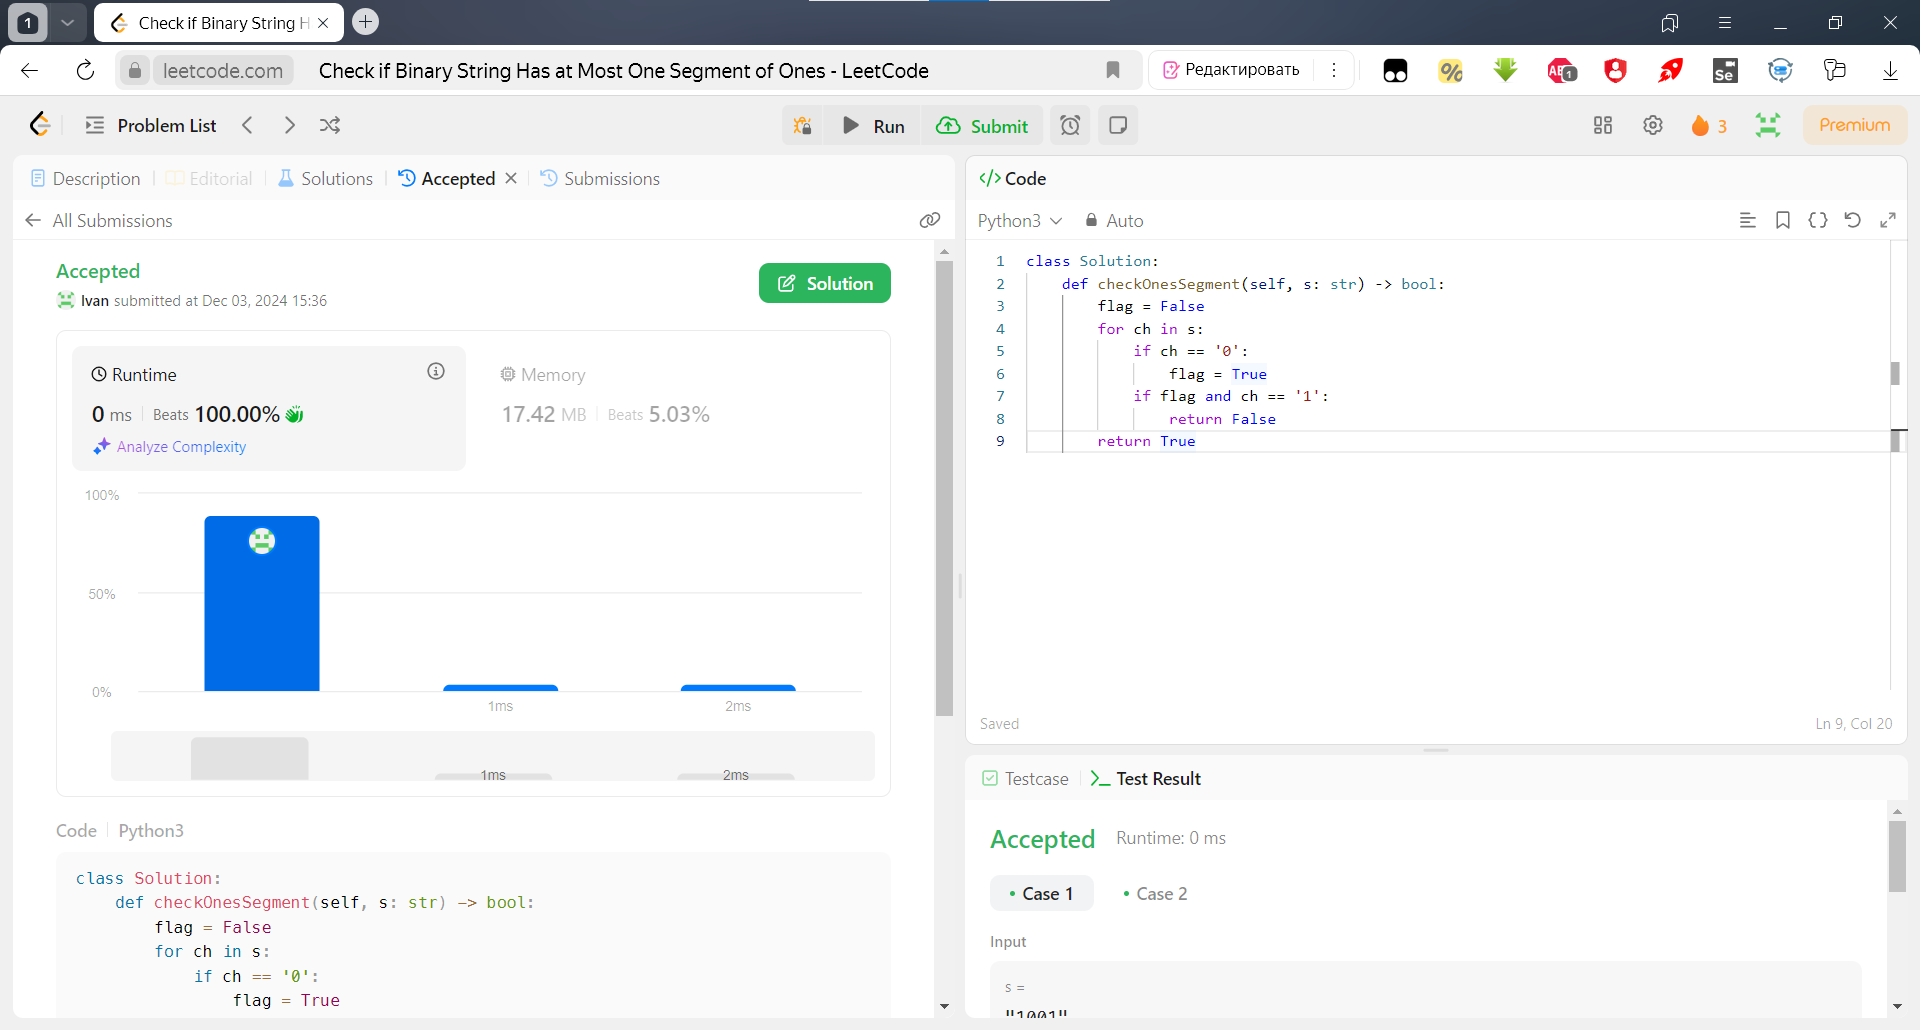 1
Check if Binary String H
leetcode.com
Check if Binary String Has at Most One Segment of Ones - LeetCode
Редактировать
1
Se
Problem List
Run
Submit
3
Premium
Description
Editorial
Solutions
Accepted
Submissions
All Submissions
Accepted
Ivan submitted at Dec 03, 2024 15:36
Solution
Runtime
0 ms
Beats 100.00%
Analyze Complexity
Memory
17.42 MB
Beats 5.03%
100%
50%
0%
1ms
2ms
1ms
2ms
Code
Python3
class Solution:
def checkOnesSegment(self, s: str) -> bool:
flag = False
for ch in s:
if ch == '0':
flag = True
</> Code
Python3
Auto
1 class Solution:
2 def checkOnesSegment(self, s: str) -> bool:
3 flag = False
4 for ch in s:
5 if ch == '0':
6 flag = True
7 if flag and ch == '1':
8 return False
9 return True
Saved
Ln 9, Col 20
Testcase
Test Result
Accepted
Runtime: 0 ms
• Case 1
• Case 2
Input
s =
"1001"